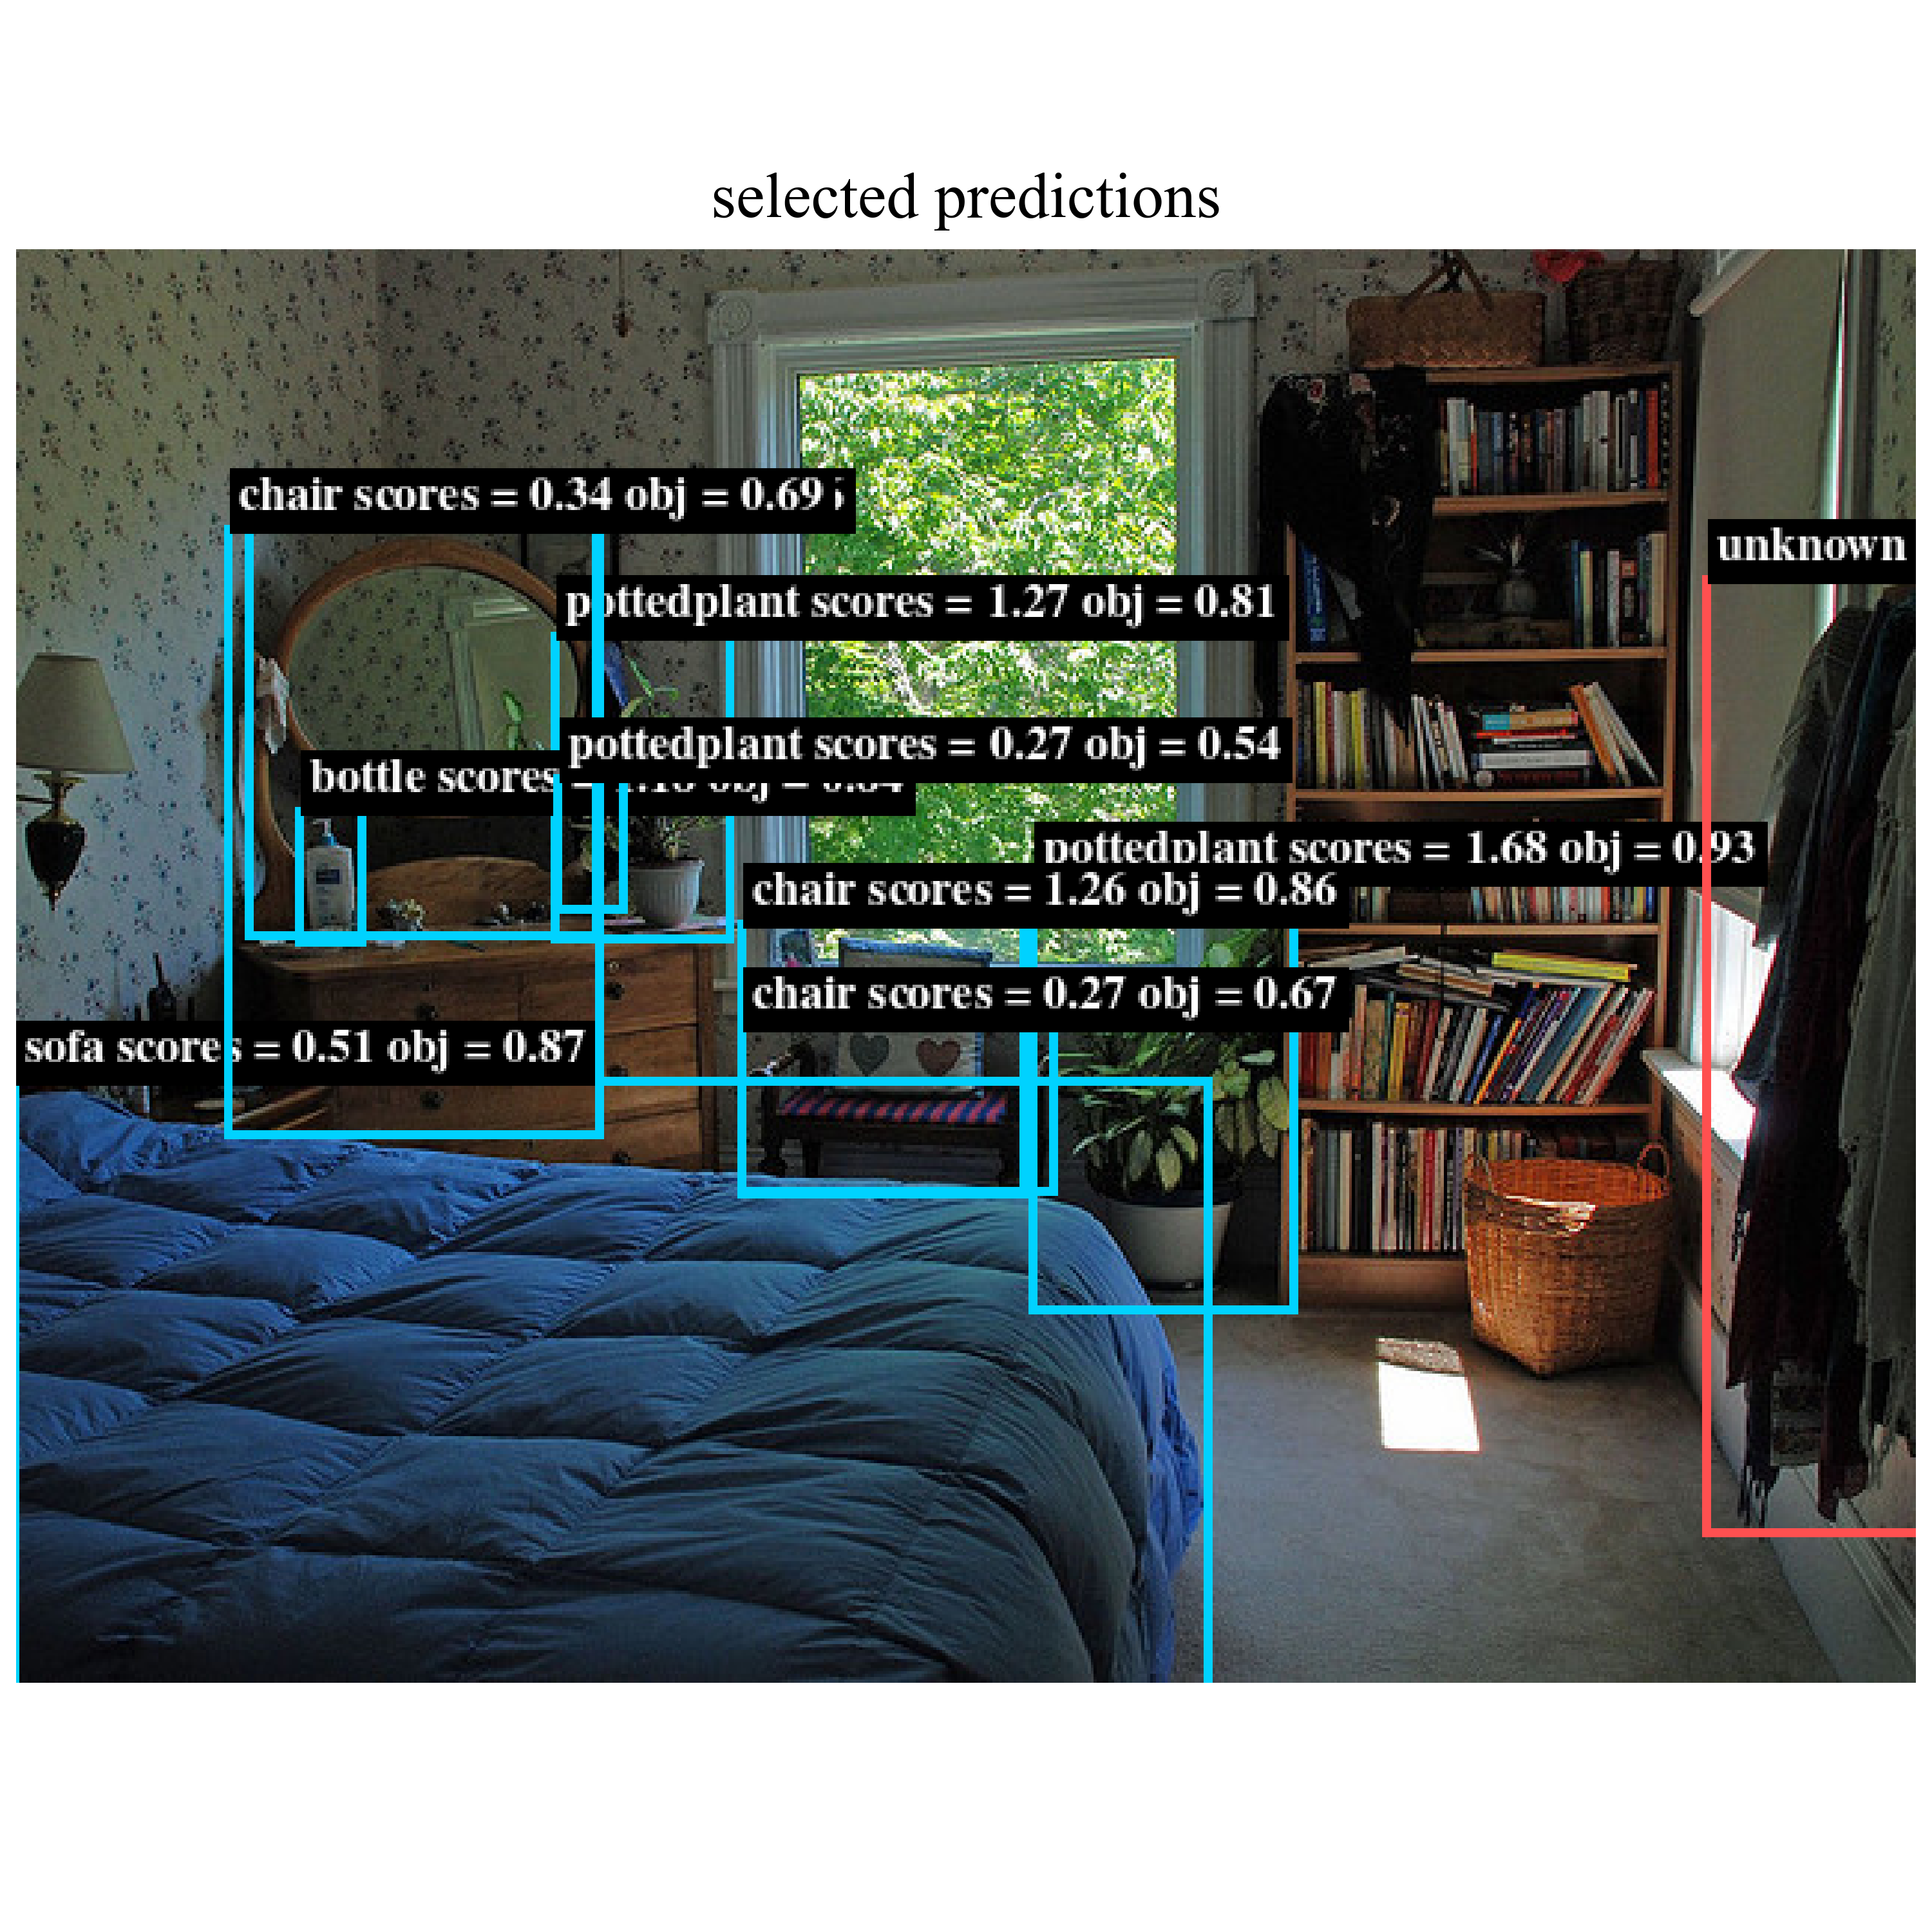 selected predictions
chair scores = 0.34 obj = 0.69
unknown
pottedplant scores = 1.27 obj = 0.81
pottedplant scores = 0.27 obj = 0.54
bottle scores
pottedplant scores = 1.68 obj = 0.93
chair scores = 1.26 obj = 0.86
chair scores = 0.27 obj = 0.67
sofa scores = 0.51 obj = 0.87